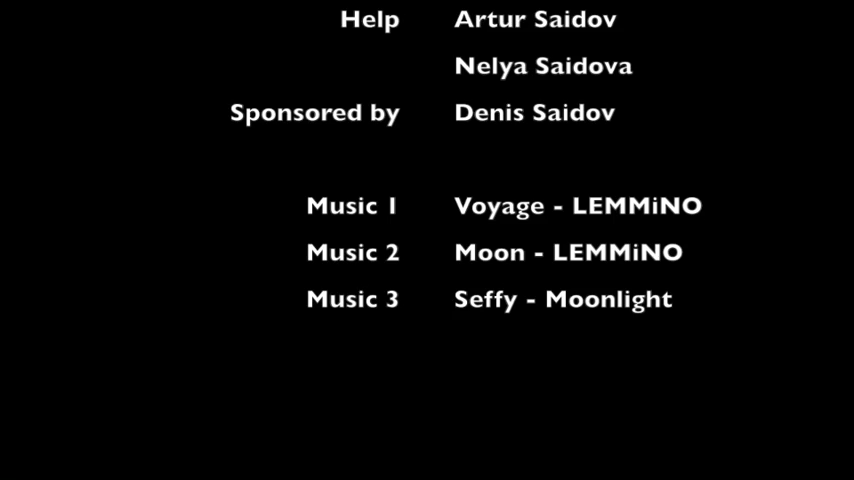 Help Artur Saidov
Nelya Saidova
Sponsored by Denis Saidov
Music 1 Voyage - LEMMiNO
Music 2 Moon - LEMMiNO
Music 3 Seffy - Moonlight